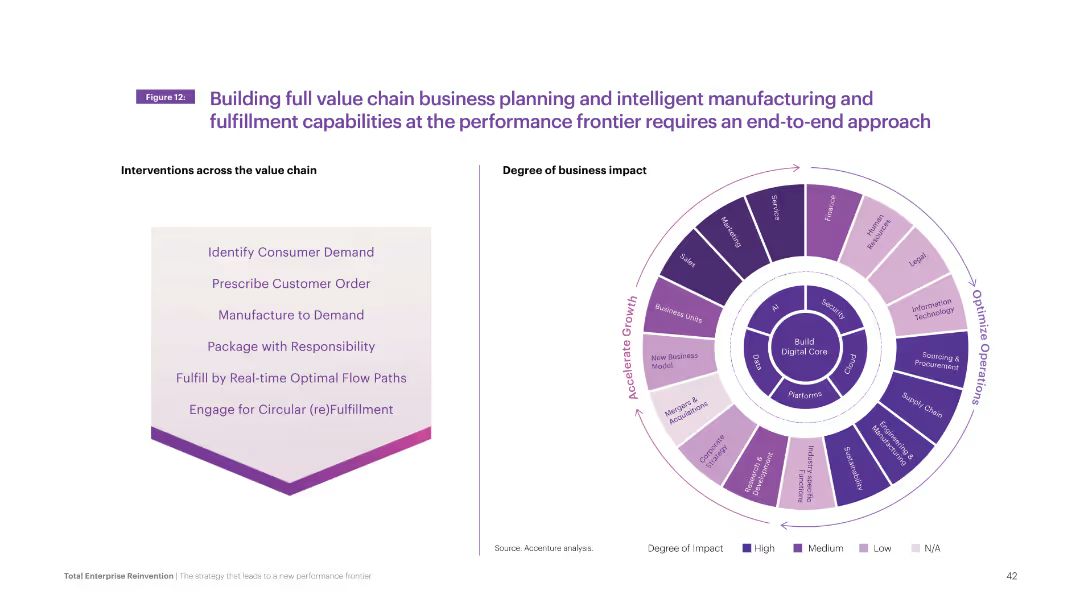 Figure 12:
Building full value chain business planning and intelligent manufacturing and
fulfillment capabilities at the performance frontier requires an end-to-end approach
Interventions across the value chain
Identify Consumer Demand
Prescribe Customer Order
Manufacture to Demand
Package with Responsibility
Fulfill by Real-time Optimal Flow Paths
Engage for Circular (re)Fulfillment
Degree of business impact
Accelerate Growth
Optimize Operations
Service
Finance
Human
Resources
Legal
Information
Technology
Sourcing &
Procurement
Supply Chain
Engineering &
Manufacturing
Sustainability
Industry-specific
Functions
Research &
Development
Corporate
Strategy
Mergers &
Acquisitions
New Business
Model
Business Units
Sales
Marketing
AI
Security
Cloud
Platforms
Data
Build
Digital Core
Source: Accenture analysis.
Degree of Impact
High
Medium
Low
N/A
Total Enterprise Reinvention | The strategy that leads to a new performance frontier
42